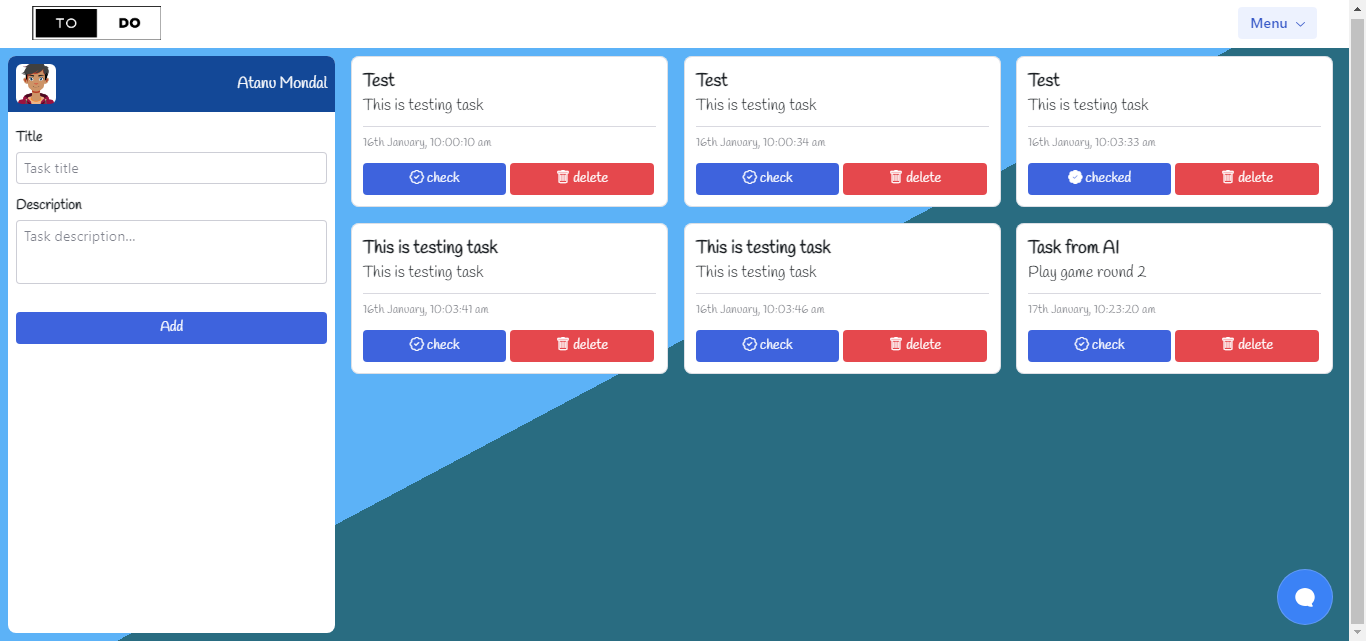 TO DO
Menu
Atanu Mondal
Title
Task title
Description
Task description...
Add
Test
This is testing task
16th January, 10:00:10 am
check delete
Test
This is testing task
16th January, 10:00:34 am
check delete
Test
This is testing task
16th January, 10:03:33 am
checked delete
This is testing task
This is testing task
16th January, 10:03:41 am
check delete
This is testing task
This is testing task
16th January, 10:03:46 am
check delete
Task from AI
Play game round 2
17th January, 10:23:20 am
check delete